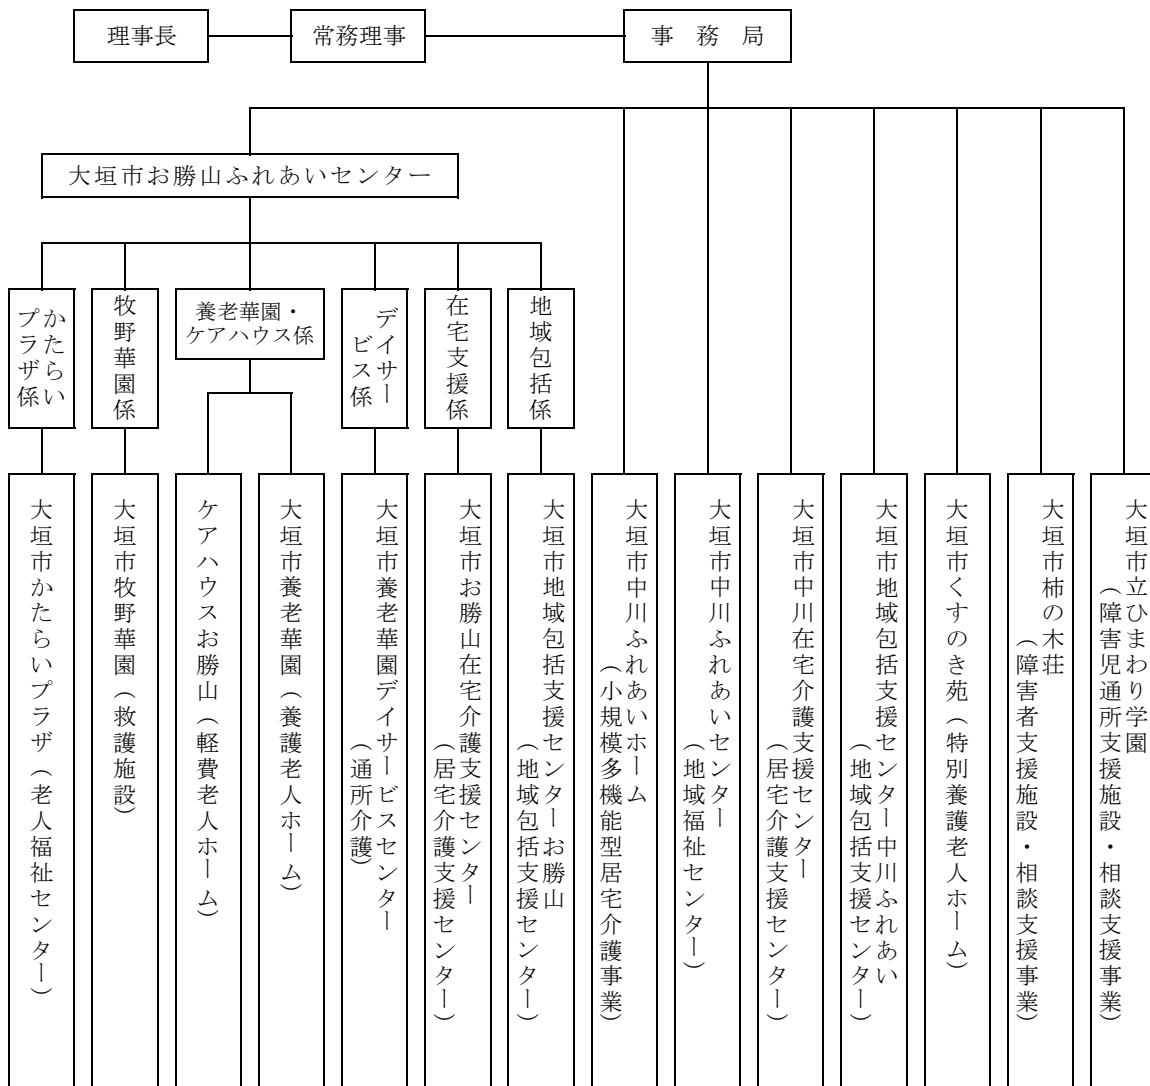 理事長
常務理事
事 務 局
大垣市お勝山ふれあいセンター
かたらい
プラザ係
牧野華園係
養老華園・
ケアハウス係
デイサー
ビス係
在宅支援係
地域包括係
大垣市かたらいプラザ（老人福祉センター）
大垣市牧野華園（救護施設）
ケアハウスお勝山（軽費老人ホーム）
大垣市養老華園（養護老人ホーム）
大垣市養老華園デイサービスセンター
（通所介護）
大垣市お勝山在宅介護支援センター
（居宅介護支援センター）
大垣市地域包括支援センターお勝山
（地域包括支援センター）
大垣市中川ふれあいホーム
（小規模多機能型居宅介護事業）
大垣市中川ふれあいセンター
（地域福祉センター）
大垣市中川在宅介護支援センター
（居宅介護支援センター）
大垣市地域包括支援センター中川ふれあい
（地域包括支援センター）
大垣市くすのき苑（特別養護老人ホーム）
大垣市柿の木荘
（障害者支援施設・相談支援事業）
大垣市立ひまわり学園
（障害児通所支援施設・相談支援事業）